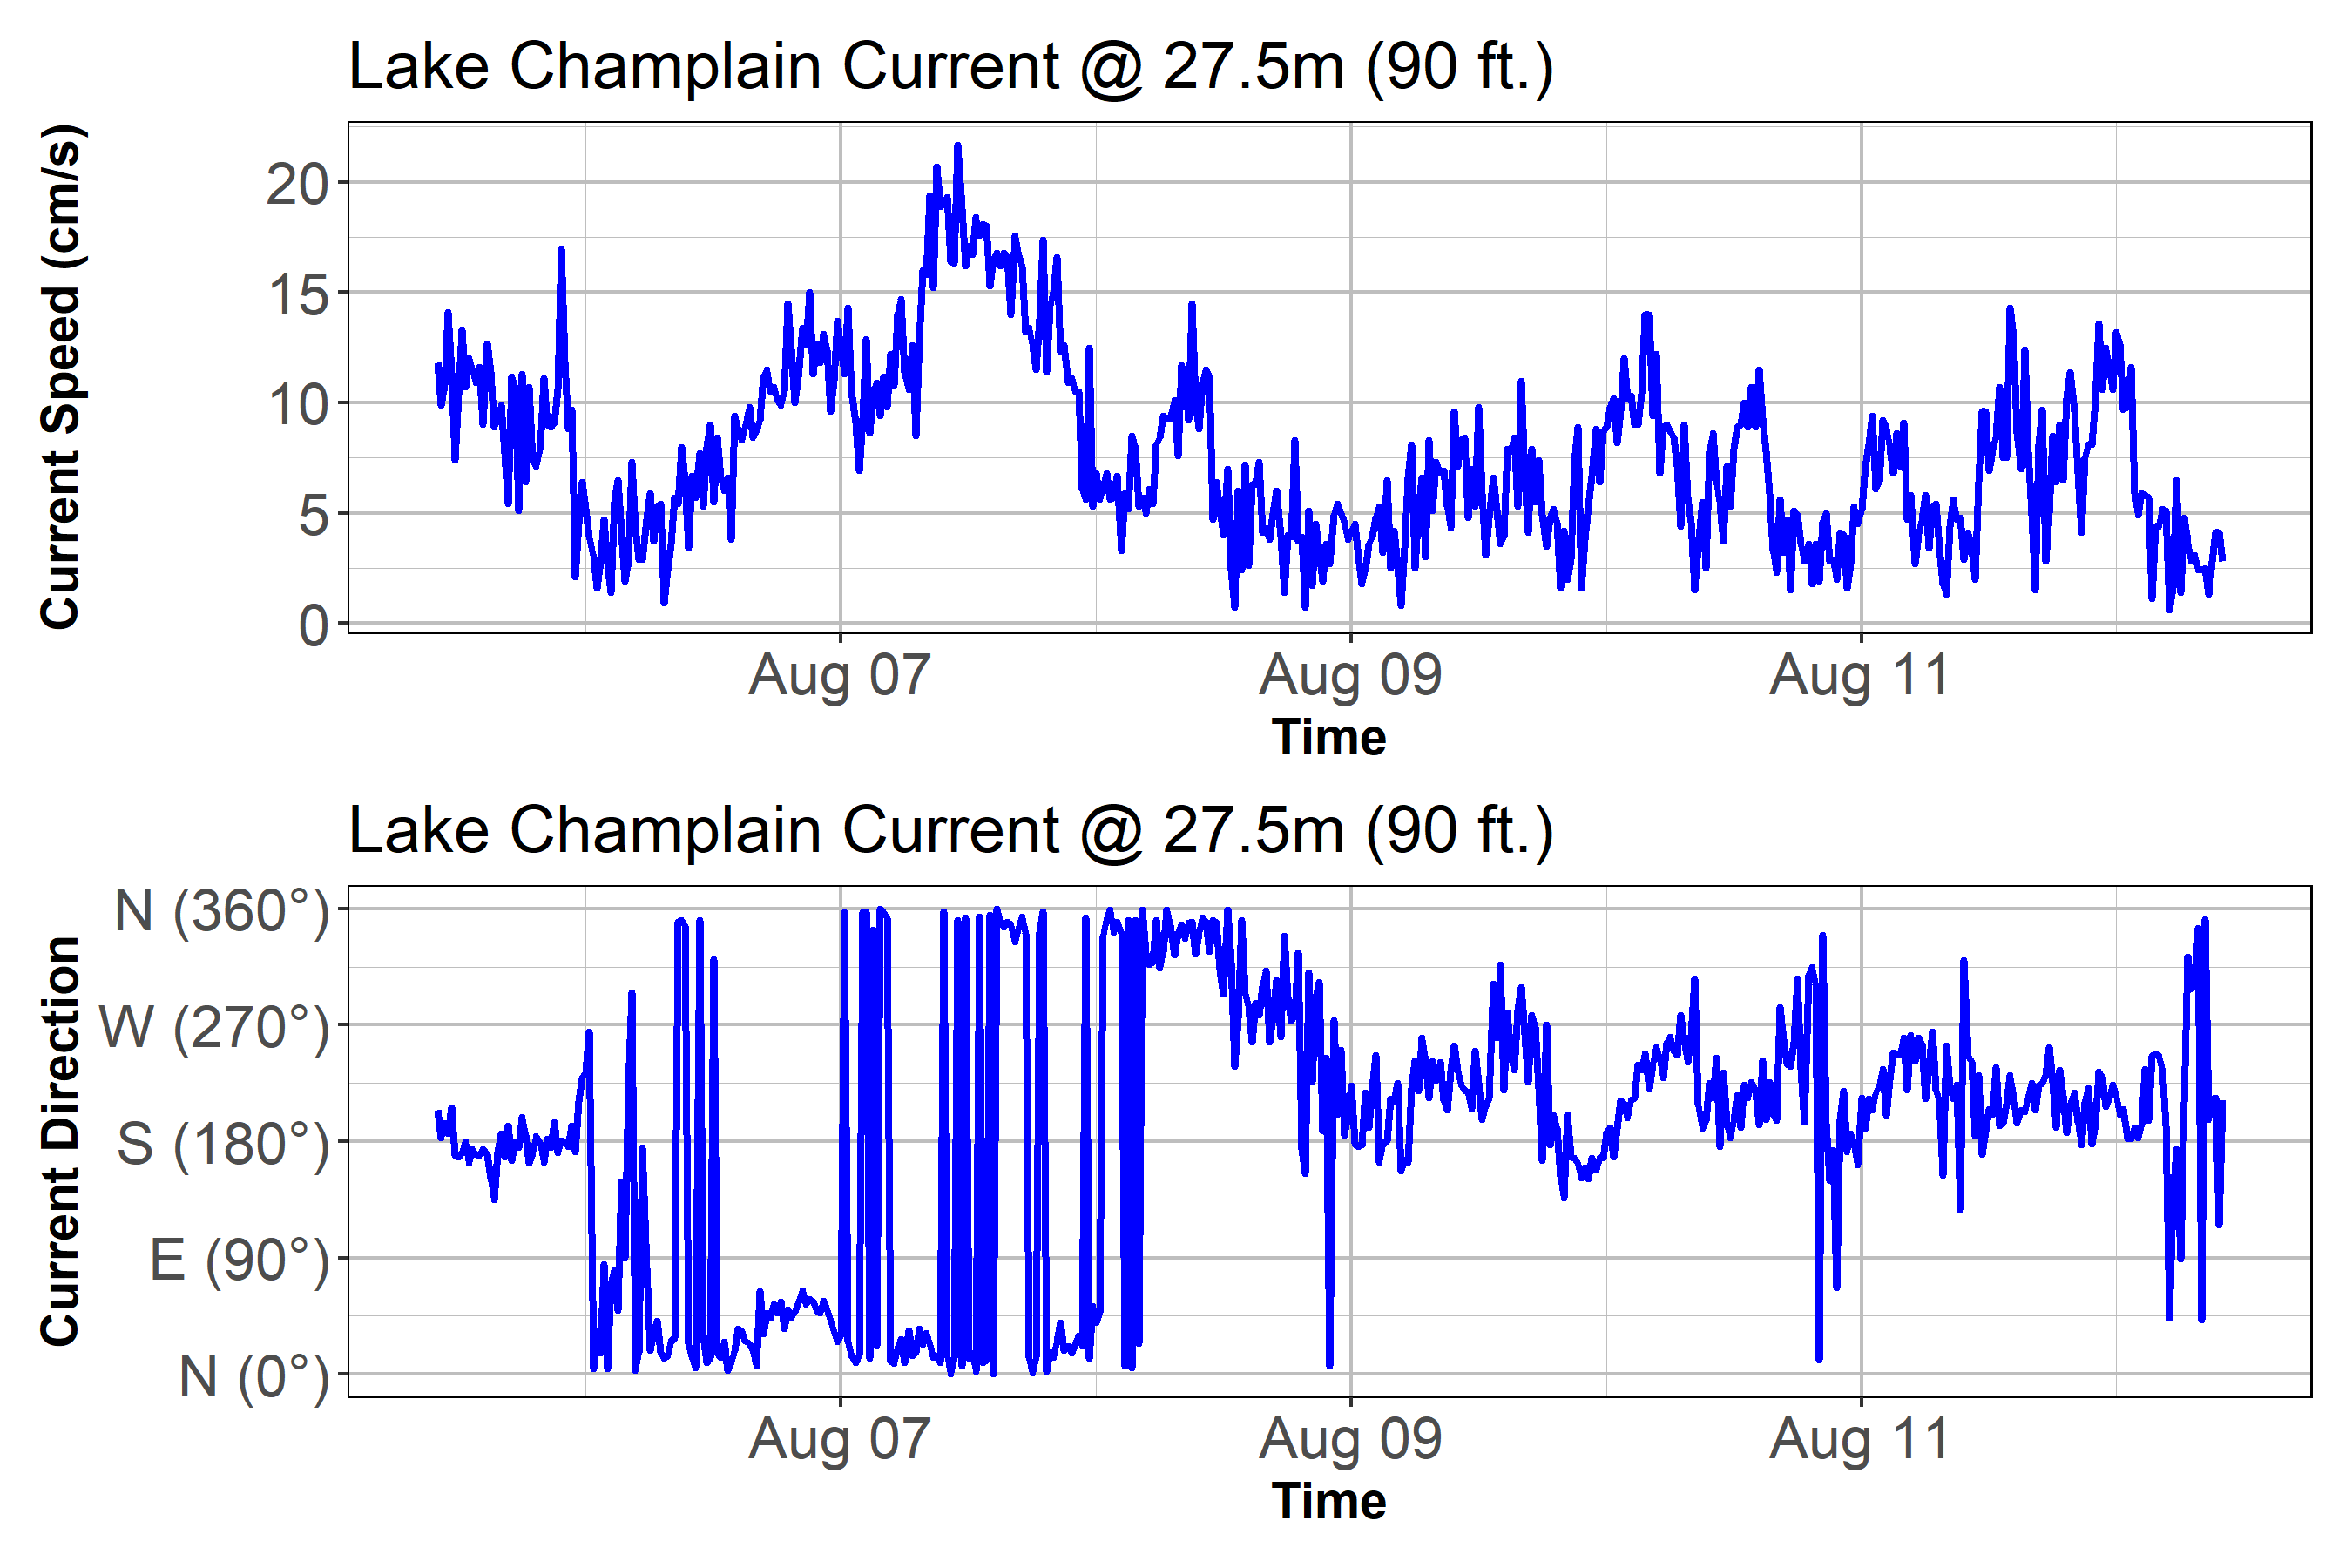 Lake Champlain Current @ 27.5m (90 ft.)
Current Speed (cm/s)
20
15
10
5
0
Aug 07 Aug 09 Aug 11
Time
Lake Champlain Current @ 27.5m (90 ft.)
Current Direction
N (360°)
W (270°)
S (180°)
E (90°)
N (0°)
Aug 07 Aug 09 Aug 11
Time